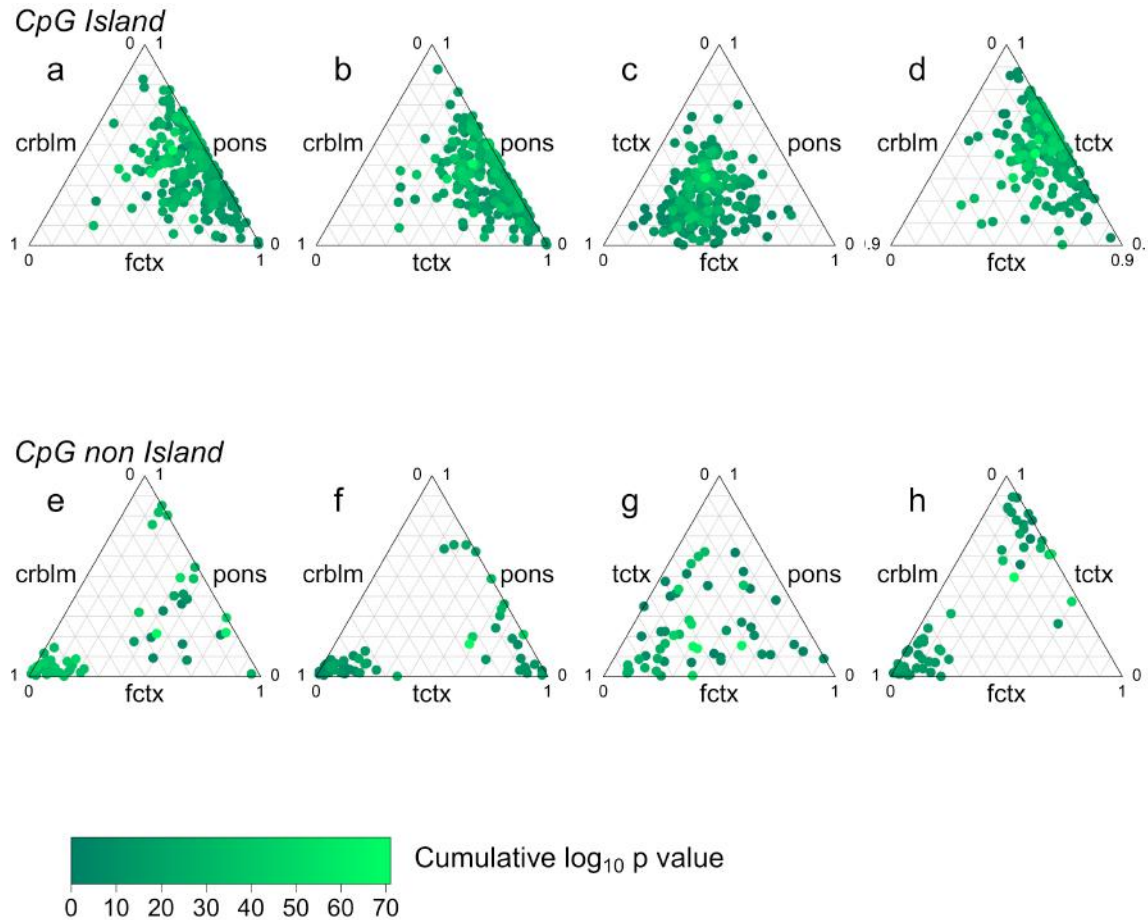 CpG Island
0 1 0 1 0 1 0 1
a b c d
crblm pons crblm pons tctx pons crblm tctx
1 0 1 0 1 0 .9 0.
0 fctx 1 0 tctx 1 0 fctx 1 0 fctx 0.9
CpG non Island
0 1 0 1 0 1 0 1
e f g h
crblm pons crblm pons tctx pons crblm tctx
1 0 1 0 1 0 1 0
0 fctx 1 0 tctx 1 0 fctx 1 0 fctx 1
Cumulative log₁₀ p value
0 10 20 30 40 50 60 70